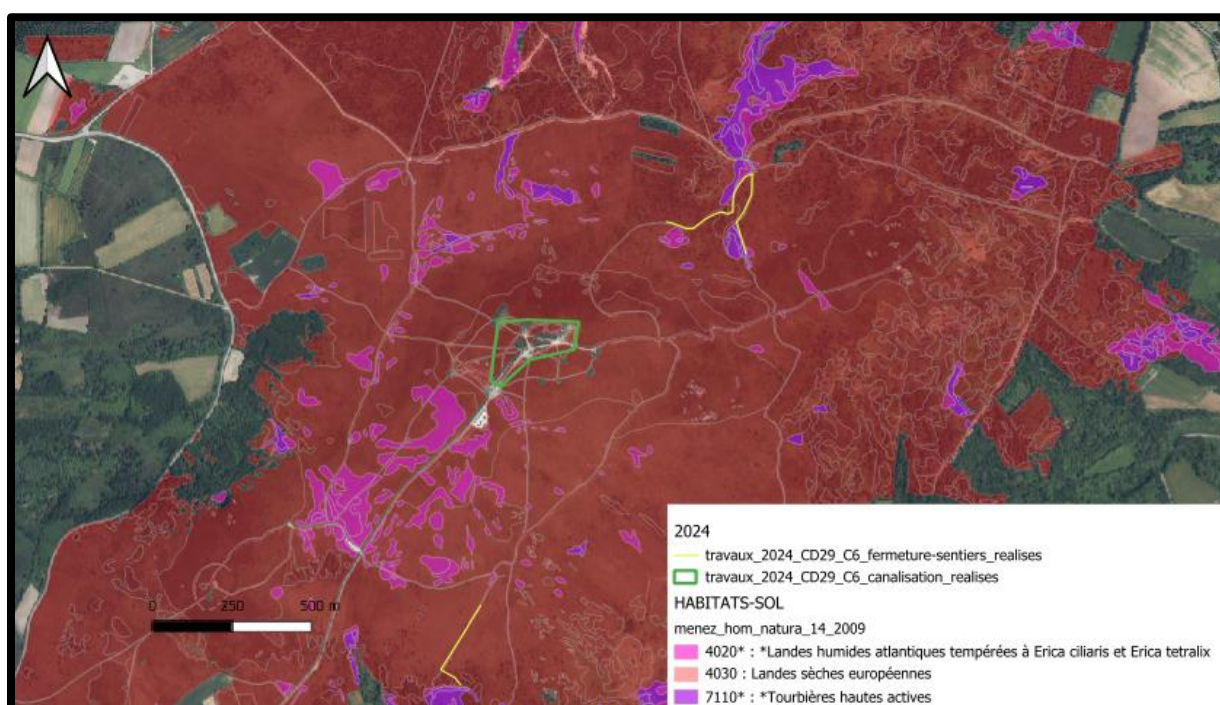 0 250 500 m
2024
travaux_2024_CD29_C6_fermeture-sentiers_realises
travaux_2024_CD29_C6_canalisation_realises
HABITATS-SOL
menez_hom_natura_14_2009
4020* : *Landes humides atlantiques tempérées à Erica ciliaris et Erica tetralix
4030 : Landes sèches européennes
7110* : *Tourbières hautes actives